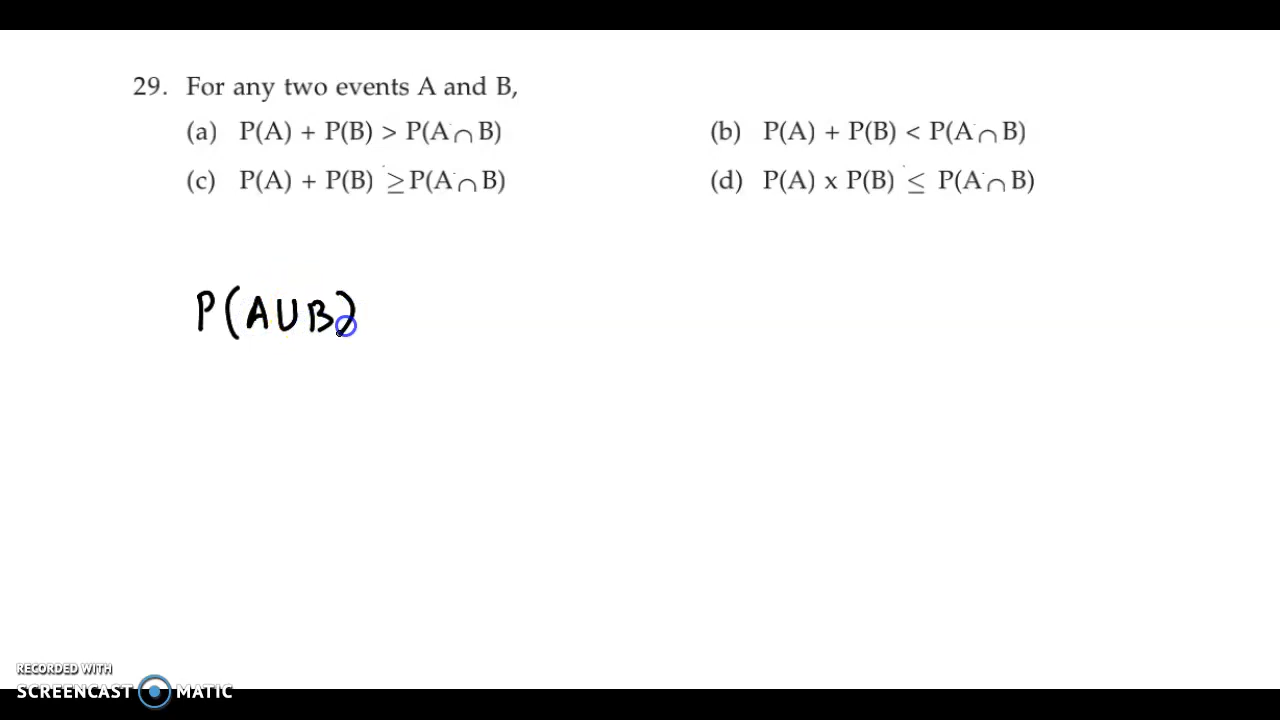 29. For any two events A and B,
(a) P(A) + P(B) > P(A ∩ B) (b) P(A) + P(B) < P(A ∩ B)
(c) P(A) + P(B) ≥ P(A ∩ B) (d) P(A) x P(B) ≤ P(A ∩ B)
P(A∪B)
RECORDED WITH
SCREENCAST MATIC